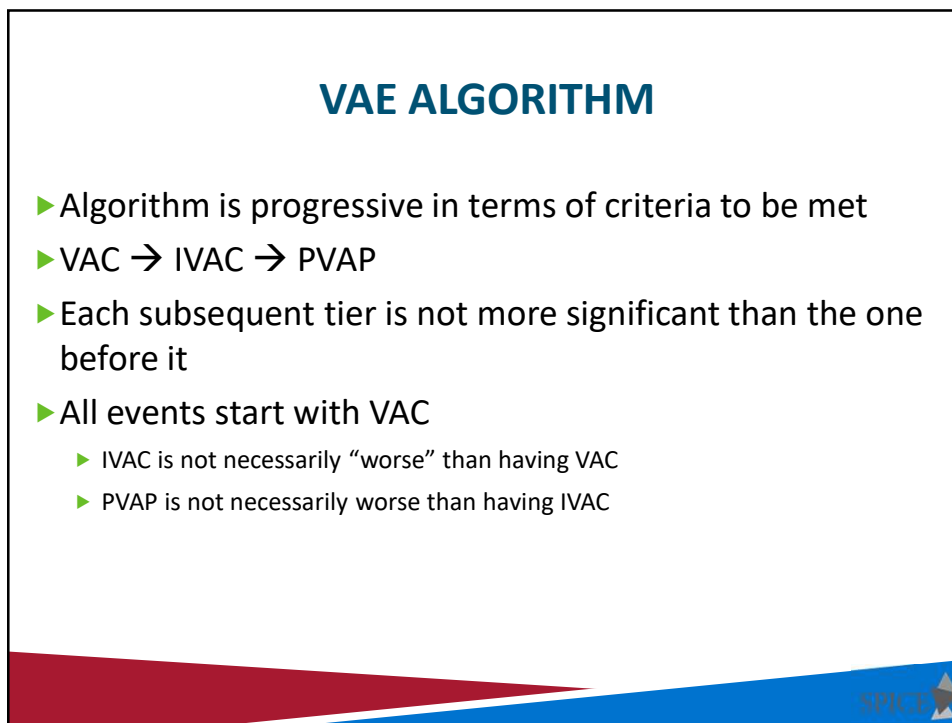 VAE ALGORITHM
Algorithm is progressive in terms of criteria to be met
VAC → IVAC → PVAP
Each subsequent tier is not more significant than the one
before it
All events start with VAC
IVAC is not necessarily “worse” than having VAC
PVAP is not necessarily worse than having IVAC
SPICE